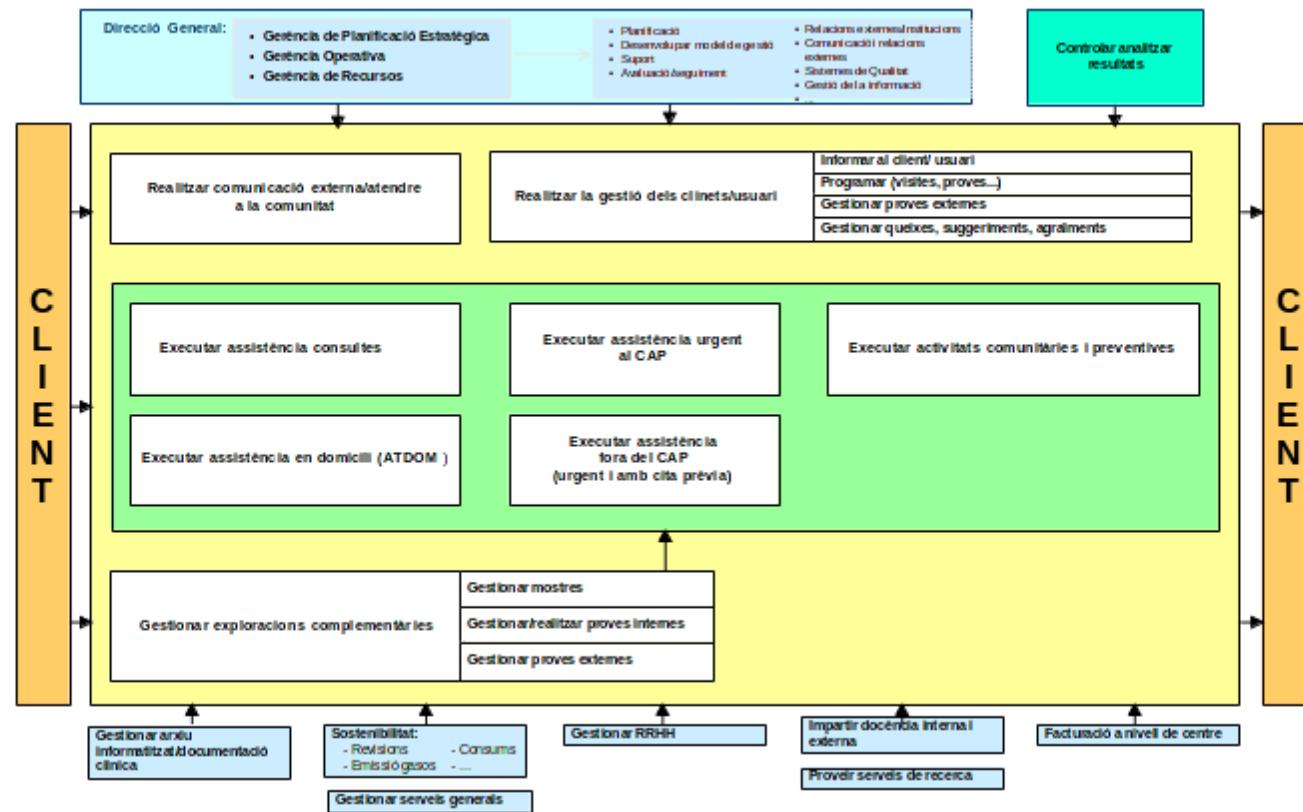 Direcció General:
▪ Gerència de Planificació Estratègica
▪ Gerència Operativa
▪ Gerència de Recursos
▪ Planificació
▪ Desenvolupar model de gestió
▪ Suport
▪ Avaluació/seguiment
▪ Relacions externes/institucions
▪ Comunicació i relacions
externes
▪ Sistemes de Qualitat
▪ Gestió de la informació
▪ ...
Controlar analitzar
resultats
CLIENT
Realitzar comunicació externa/atendre
a la comunitat
Realitzar la gestió dels clinets/usuari
Informar al client/ usuari
Programar (visites, proves...)
Gestionar proves externes
Gestionar queixes, suggeriments, agraïments
Executar assistència consultes
Executar assistència urgent
al CAP
Executar activitats comunitàries i preventives
Executar assistència en domicili (ATDOM )
Executar assistència
fora del CAP
(urgent i amb cita prèvia)
Gestionar exploracions complementàries
Gestionar mostres
Gestionar/realitzar proves internes
Gestionar proves externes
CLIENT
Gestionar arxiu
informatitzat/documentació
clínica
Sostenibilitat:
- Revisions - Consums
- Emissió gasos - ...
Gestionar serveis generals
Gestionar RRHH
Impartir docència interna i
externa
Proveir serveis de recerca
Facturació a nivell de centre